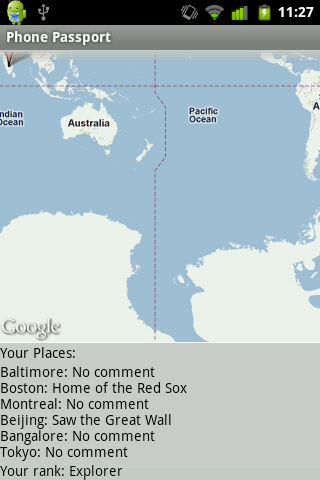 11:27
Phone Passport
Indian
Ocean
Australia
Pacific
Ocean
Google
Your Places:
Baltimore: No comment
Boston: Home of the Red Sox
Montreal: No comment
Beijing: Saw the Great Wall
Bangalore: No comment
Tokyo: No comment
Your rank: Explorer